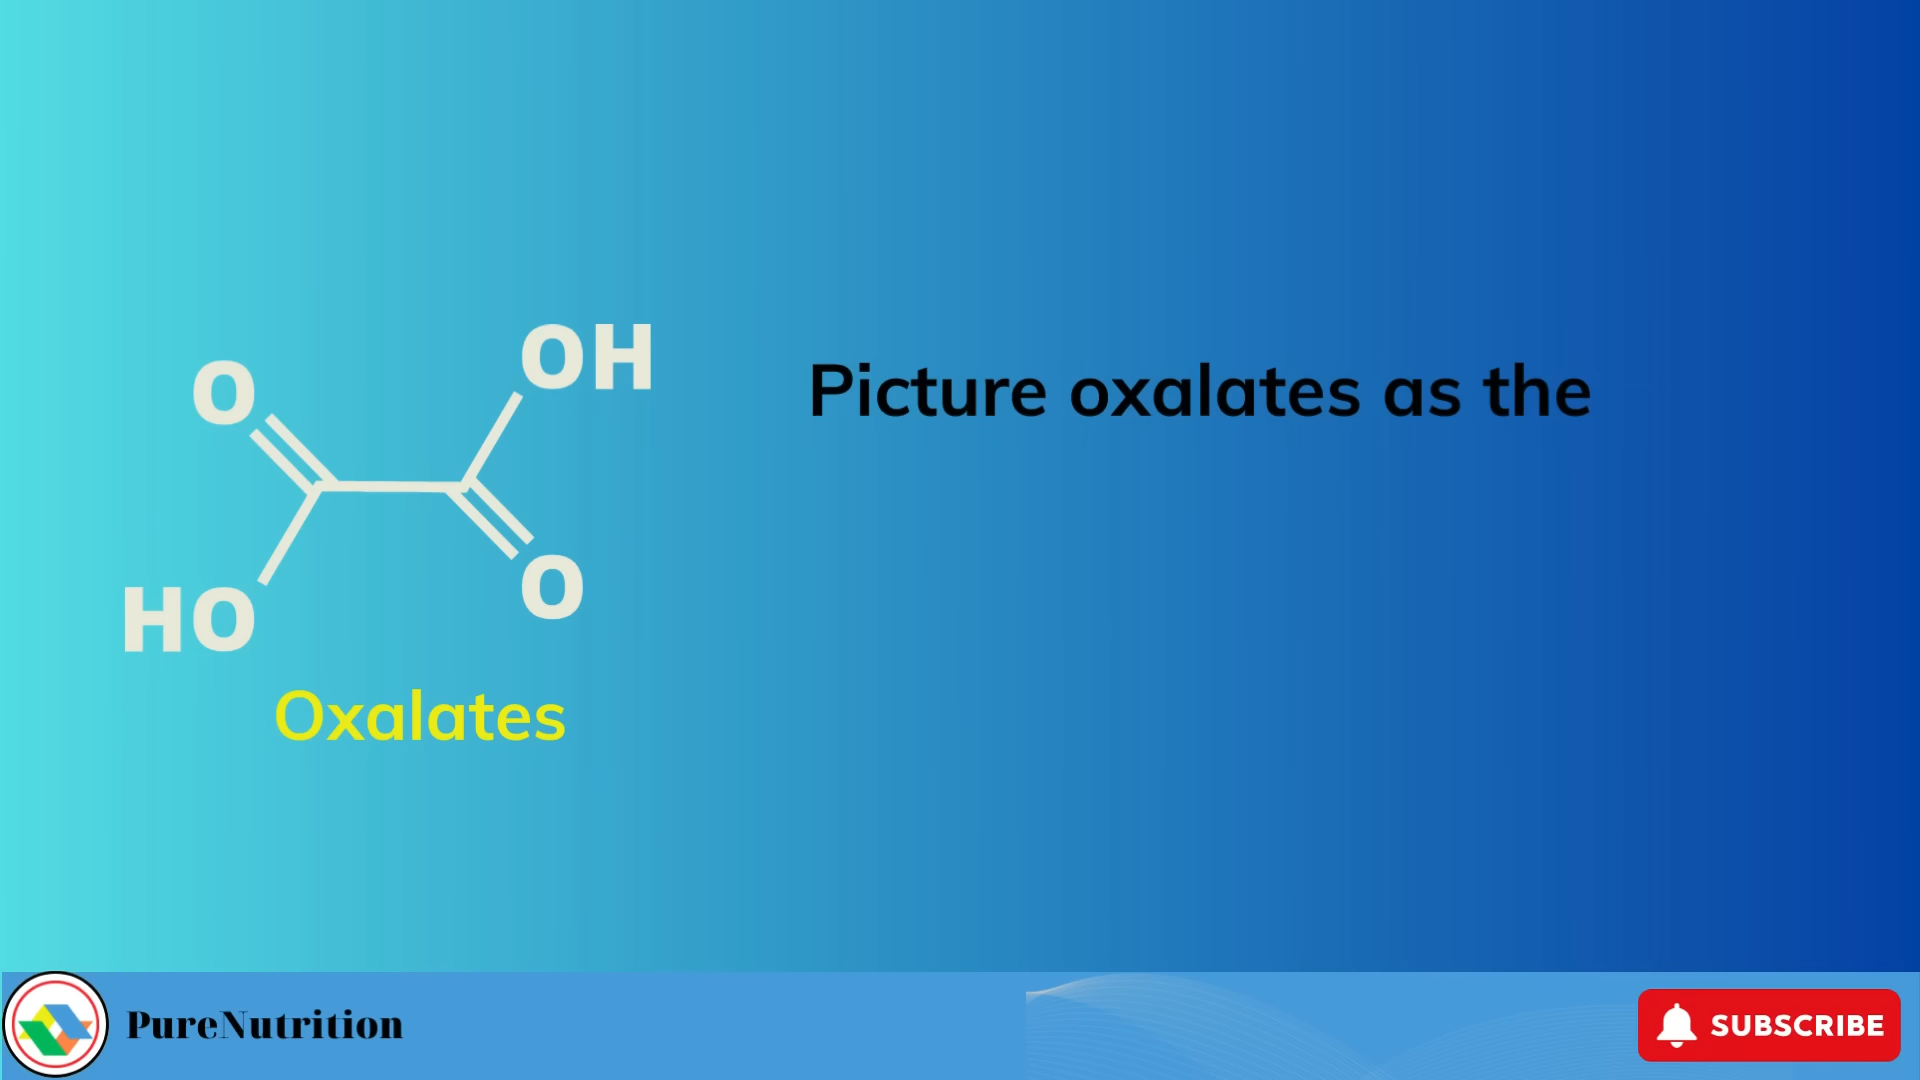 OH
O
Picture oxalates as the
O
HO
Oxalates
PureNutrition
SUBSCRIBE